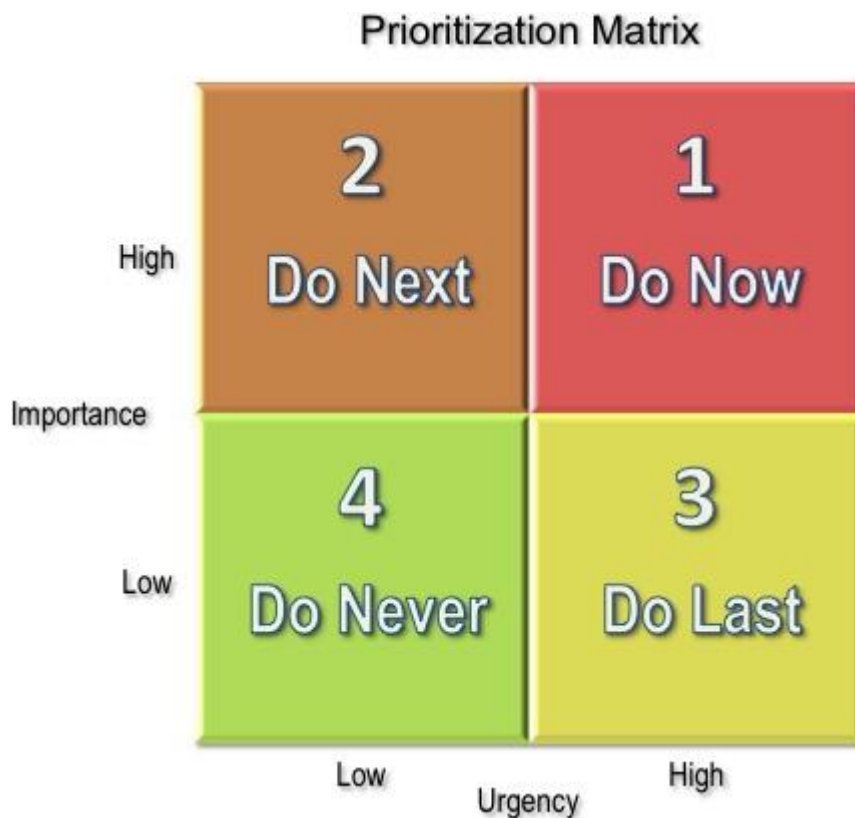 Prioritization Matrix
2
1
High
Do Next
Do Now
Importance
4
3
Low
Do Never
Do Last
Low
High
Urgency